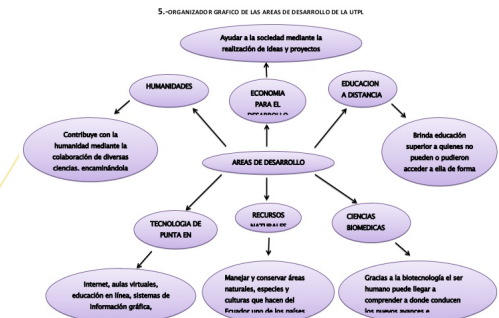 5.-ORGANIZADOR GRAFICO DE LAS AREAS DE DESARROLLO DE LA UTPL
Ayudar a la sociedad mediante la
realización de ideas y proyectos
HUMANIDADES
ECONOMIA
PARA EL
DESARROLLO
EDUCACION
A DISTANCIA
Contribuye con la
humanidad mediante la
colaboración de diversas
ciencias, encaminándola
Brinda educación
superior a quienes no
pueden o pudieron
acceder a ella de forma
AREAS DE DESARROLLO
TECNOLOGIA DE
PUNTA EN
RECURSOS
NATURALES
CIENCIAS
BIOMEDICAS
Internet, aulas virtuales,
educación en línea, sistemas de
información gráfica,
Manejar y conservar áreas
naturales, especies y
culturas que hacen del
Ecuador uno de los países
Gracias a la biotecnología el ser
humano puede llegar a
comprender a donde conducen
los nuevos avances e